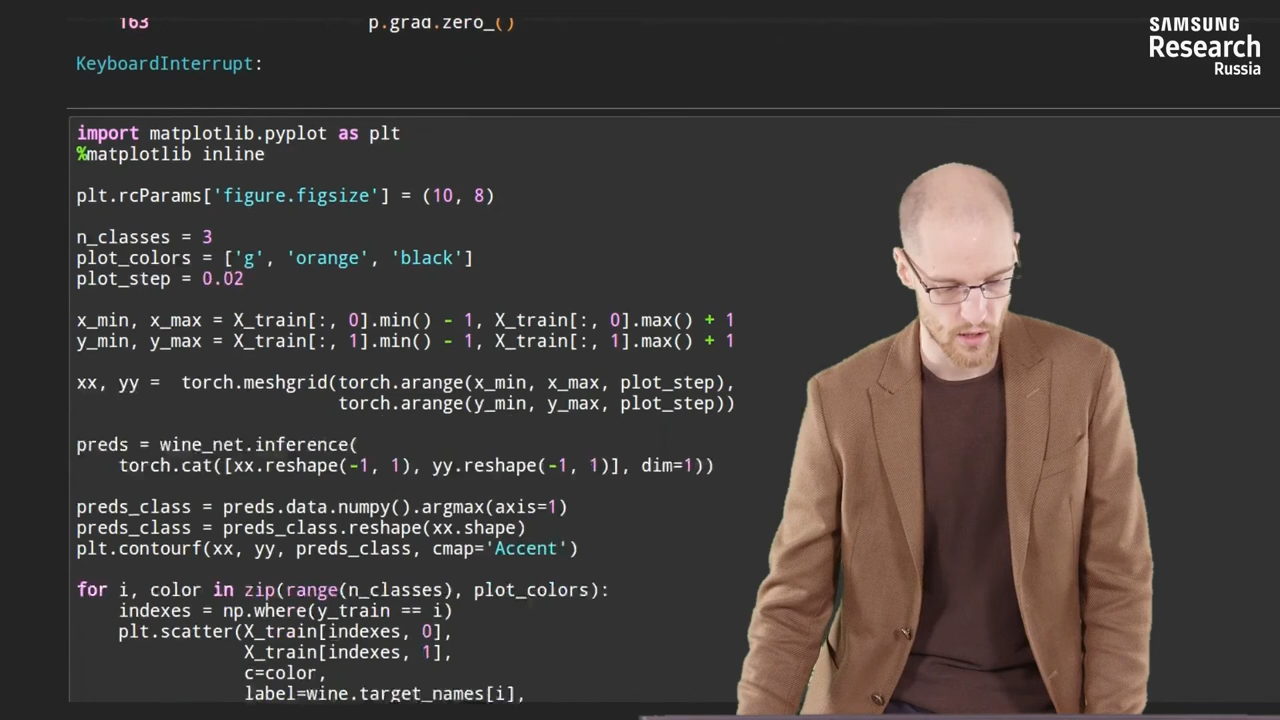 163 p.grad.zero_()
SAMSUNG
Research
Russia
KeyboardInterrupt:
import matplotlib.pyplot as plt
%matplotlib inline
plt.rcParams['figure.figsize'] = (10, 8)
n_classes = 3
plot_colors = ['g', 'orange', 'black']
plot_step = 0.02
x_min, x_max = X_train[:, 0].min() - 1, X_train[:, 0].max() + 1
y_min, y_max = X_train[:, 1].min() - 1, X_train[:, 1].max() + 1
xx, yy =  torch.meshgrid(torch.arange(x_min, x_max, plot_step),
torch.arange(y_min, y_max, plot_step))
preds = wine_net.inference(
torch.cat([xx.reshape(-1, 1), yy.reshape(-1, 1)], dim=1))
preds_class = preds.data.numpy().argmax(axis=1)
preds_class = preds_class.reshape(xx.shape)
plt.contourf(xx, yy, preds_class, cmap='Accent')
for i, color in zip(range(n_classes), plot_colors):
indexes = np.where(y_train == i)
plt.scatter(X_train[indexes, 0],
X_train[indexes, 1],
c=color,
label=wine.target_names[i],